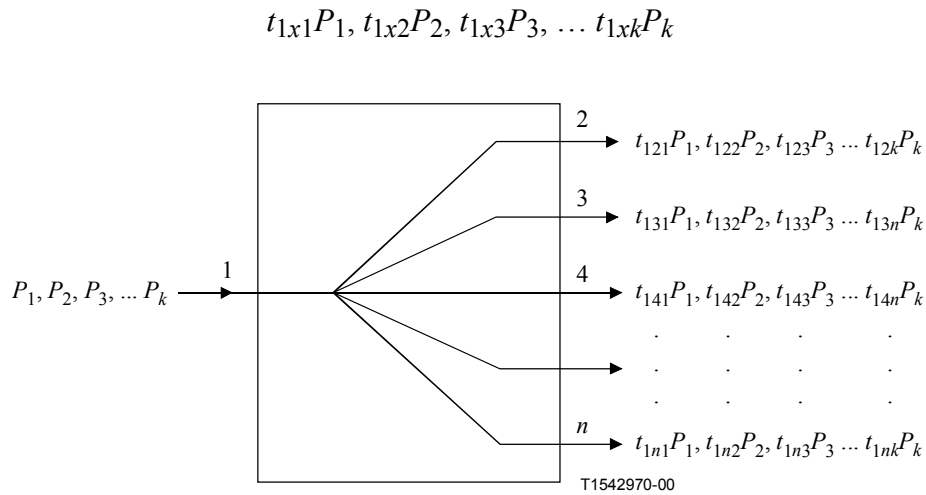 t1x1P1, t1x2P2, t1x3P3, … t1xkPk
2
t121P1, t122P2, t123P3 ... t12kPk
3
t131P1, t132P2, t133P3 ... t13nPk
P1, P2, P3, ... Pk
1
4
t141P1, t142P2, t143P3 ... t14nPk
. . . .
. . . .
. . . .
n
t1n1P1, t1n2P2, t1n3P3 ... t1nkPk
T1542970-00